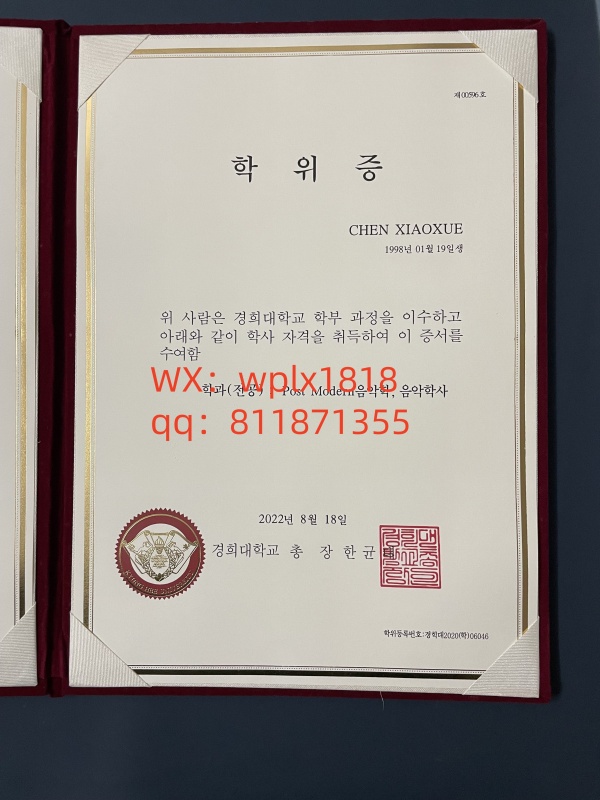 제 00596 호
학 위 증
CHEN XIAOXUE
1998년 01월 19일생
위 사람은 경희대학교 학부 과정을 이수하고
아래와 같이 학사 자격을 취득하여 이 증서를
수여함
WX: wplx1818
학과(전공) Post Modern음악학, 음악학사
qq: 811871355
2022년 8월 18일
경희대학교 총 장 한 균 태
학위등록번호:경희대2020(학)06046